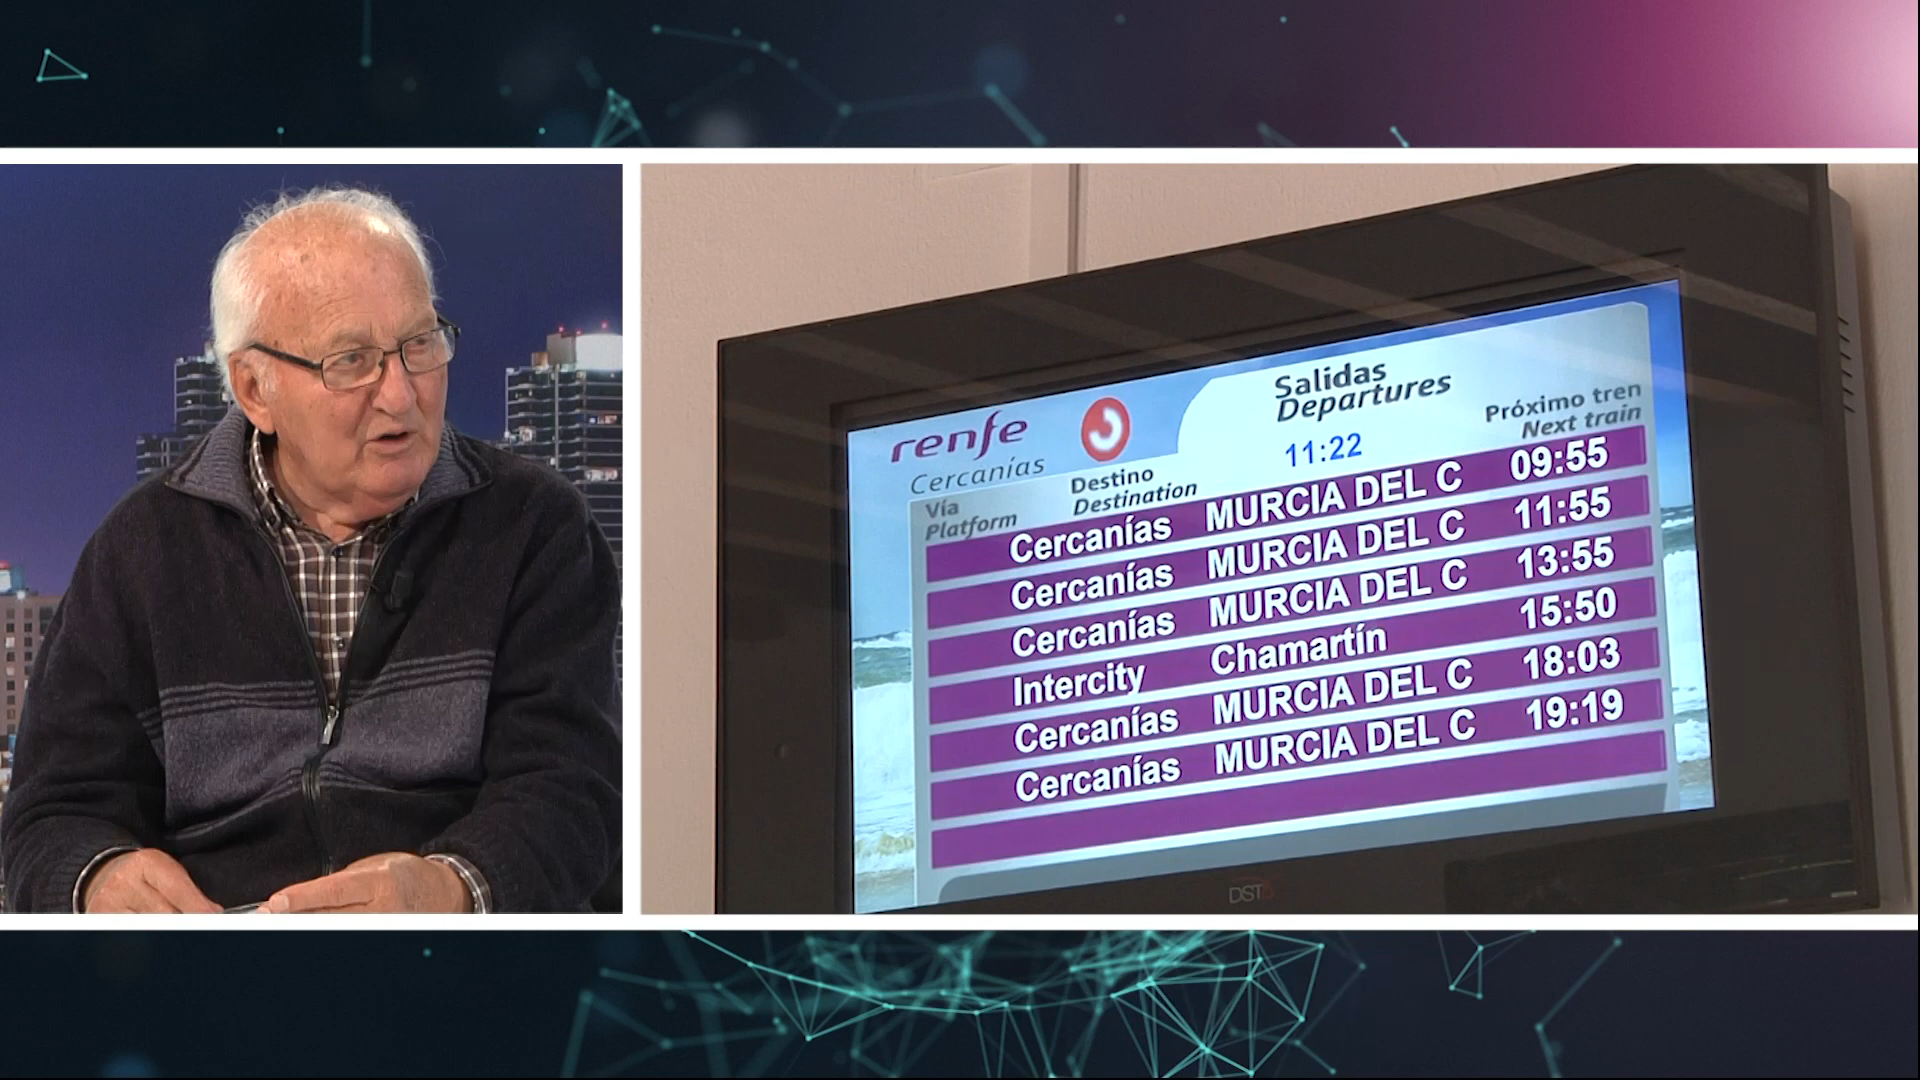 renfe
Cercanías
Salidas
Departures
11:22
Próximo tren
Next train
Vía
Platform
Destino
Destination
Cercanías MURCIA DEL C 09:55
Cercanías MURCIA DEL C 11:55
Cercanías MURCIA DEL C 13:55
Intercity Chamartín 15:50
Cercanías MURCIA DEL C 18:03
Cercanías MURCIA DEL C 19:19